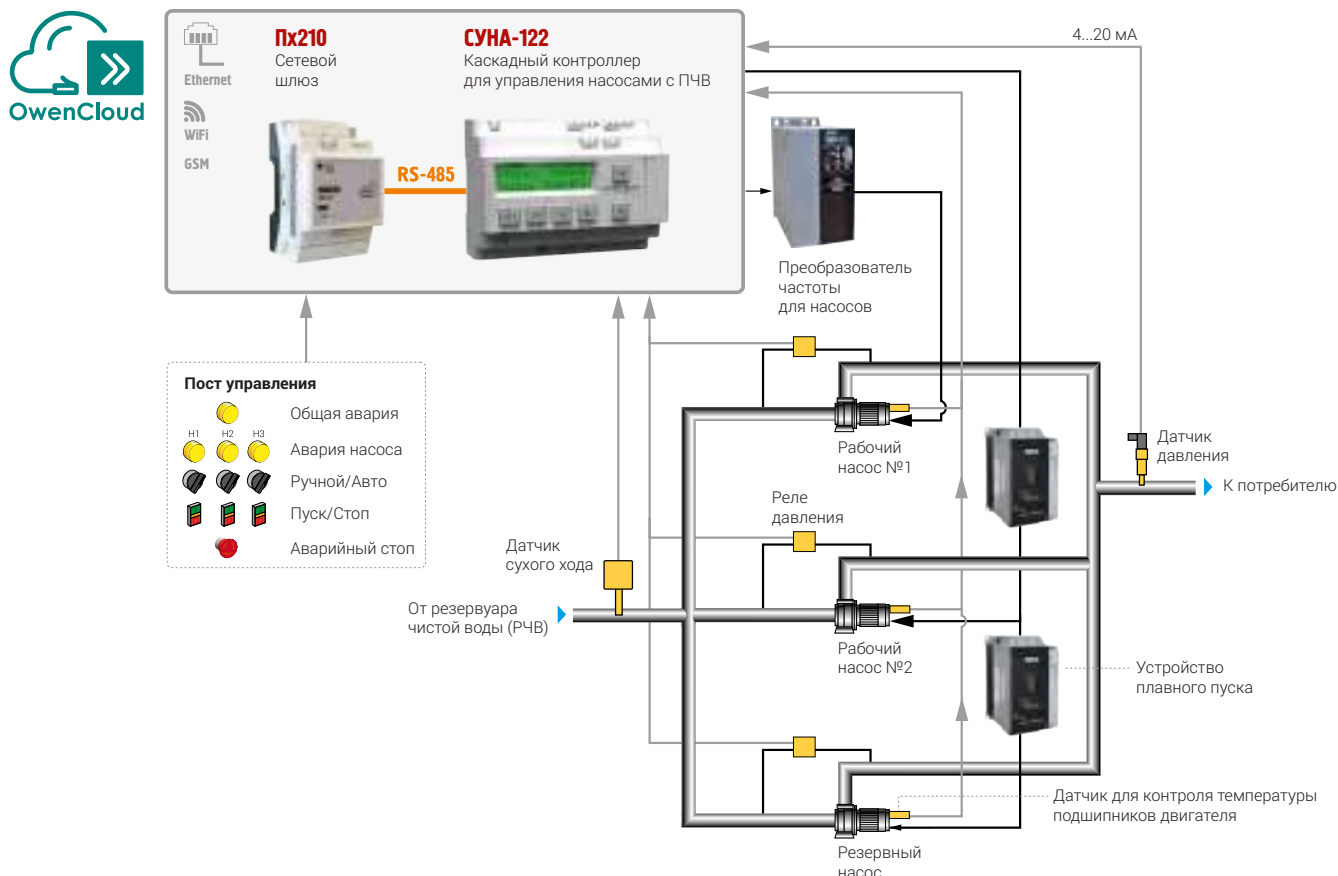 OwenCloud
Ethernet
WiFi
GSM
Пх210
Сетевой
шлюз
RS-485
СУНА-122
Каскадный контроллер
для управления насосами с ПЧВ
4...20 мА
Преобразователь
частоты
для насосов
Пост управления
Общая авария
Н1 Н2 Н3
Авария насоса
Ручной/Авто
Пуск/Стоп
Аварийный стоп
Рабочий
насос №1
Датчик
давления
К потребителю
Реле
давления
Датчик
сухого хода
От резервуара
чистой воды (РЧВ)
Рабочий
насос №2
Устройство
плавного пуска
Датчик для контроля температуры
подшипников двигателя
Резервный
насос